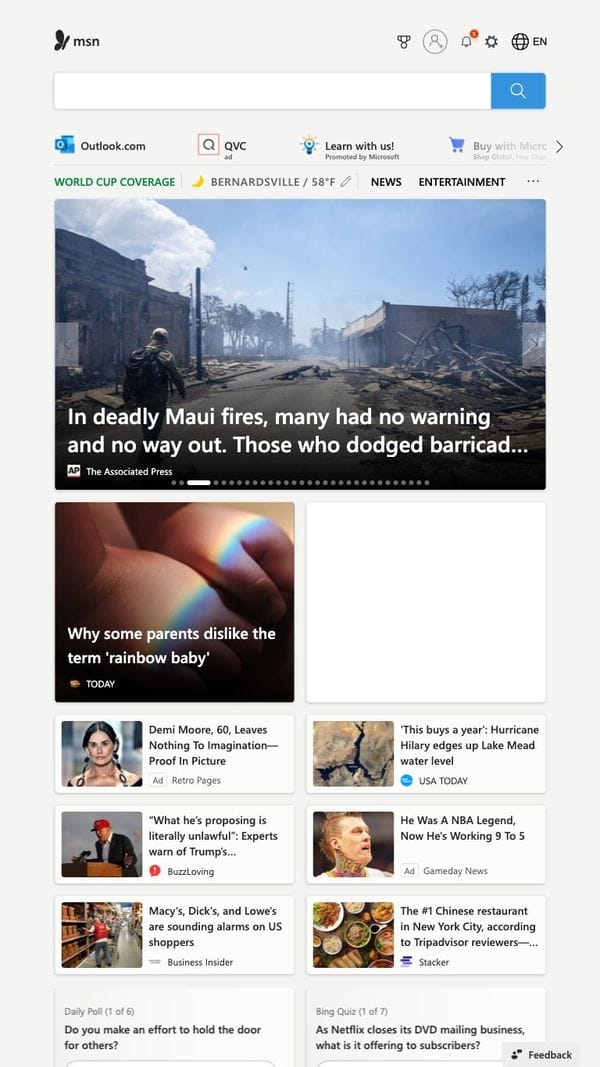 msn
5
EN
Outlook.com
QVC
ad
Learn with us!
Promoted by Microsoft
Buy with Micro
Shop Global, Free Ship
WORLD CUP COVERAGE
BERNARDSVILLE / 58°F
NEWS
ENTERTAINMENT
...
In deadly Maui fires, many had no warning
and no way out. Those who dodged barricad...
AP The Associated Press
Why some parents dislike the
term 'rainbow baby'
TODAY
Demi Moore, 60, Leaves
Nothing To Imagination—
Proof In Picture
Ad Retro Pages
'This buys a year': Hurricane
Hilary edges up Lake Mead
water level
USA TODAY
“What he’s proposing is
literally unlawful”: Experts
warn of Trump’s...
BuzzLoving
He Was A NBA Legend,
Now He's Working 9 To 5
Ad Gameday News
Macy's, Dick's, and Lowe's
are sounding alarms on US
shoppers
Business Insider
The #1 Chinese restaurant
in New York City, according
to Tripadvisor reviewers—...
Stacker
Daily Poll (1 of 6)
Do you make an effort to hold the door
for others?
Bing Quiz (1 of 7)
As Netflix closes its DVD mailing business,
what is it offering to subscribers?
Feedback